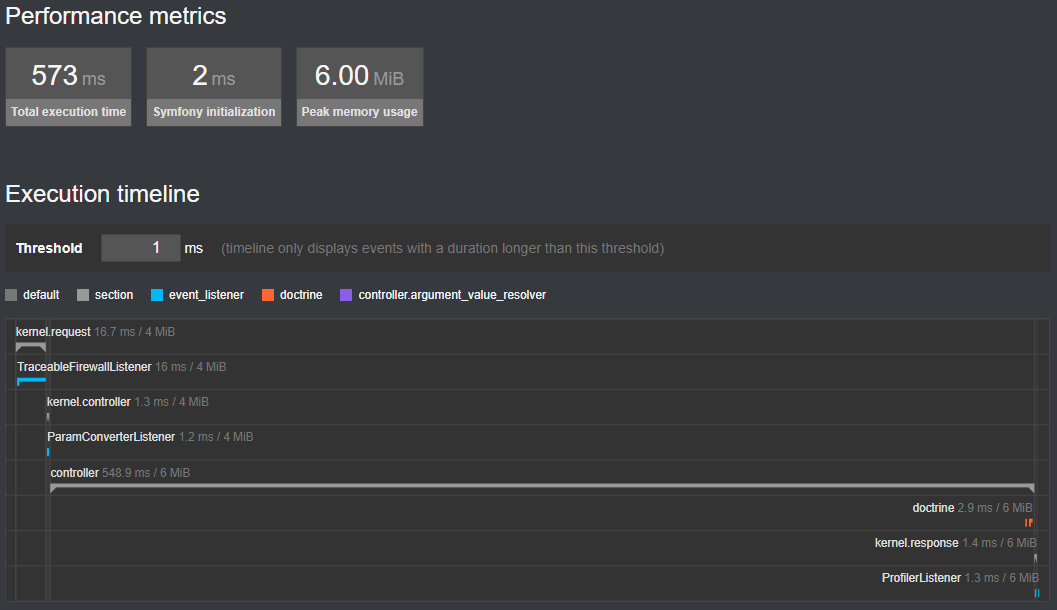 Performance metrics
573 ms
Total execution time
2 ms
Symfony initialization
6.00 MiB
Peak memory usage
Execution timeline
Threshold 1 ms (timeline only displays events with a duration longer than this threshold)
default section event_listener doctrine controller.argument_value_resolver
kernel.request 16.7 ms / 4 MiB
TraceableFirewallListener 16 ms / 4 MiB
kernel.controller 1.3 ms / 4 MiB
ParamConverterListener 1.2 ms / 4 MiB
controller 548.9 ms / 6 MiB
doctrine 2.9 ms / 6 MiB
kernel.response 1.4 ms / 6 MiB
ProfilerListener 1.3 ms / 6 MiB